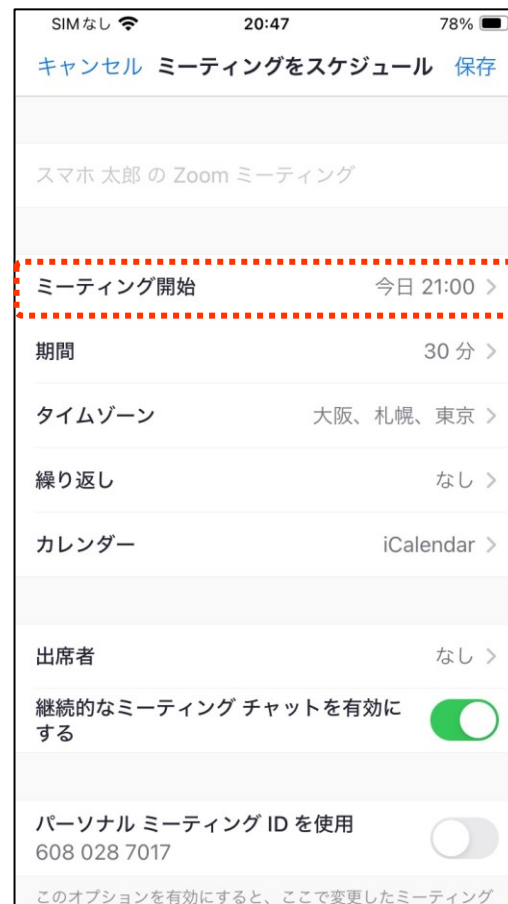 SIMなし 20:47 78%
キャンセル ミーティングをスケジュール 保存
スマホ 太郎 の Zoom ミーティング
ミーティング開始 今日 21:00
期間 30 分
タイムゾーン 大阪、札幌、東京
繰り返し なし
カレンダー iCalendar
出席者 なし
継続的なミーティング チャットを有効に
する
パーソナル ミーティング ID を使用
608 028 7017
このオプションを有効にすると、ここで変更したミーティング